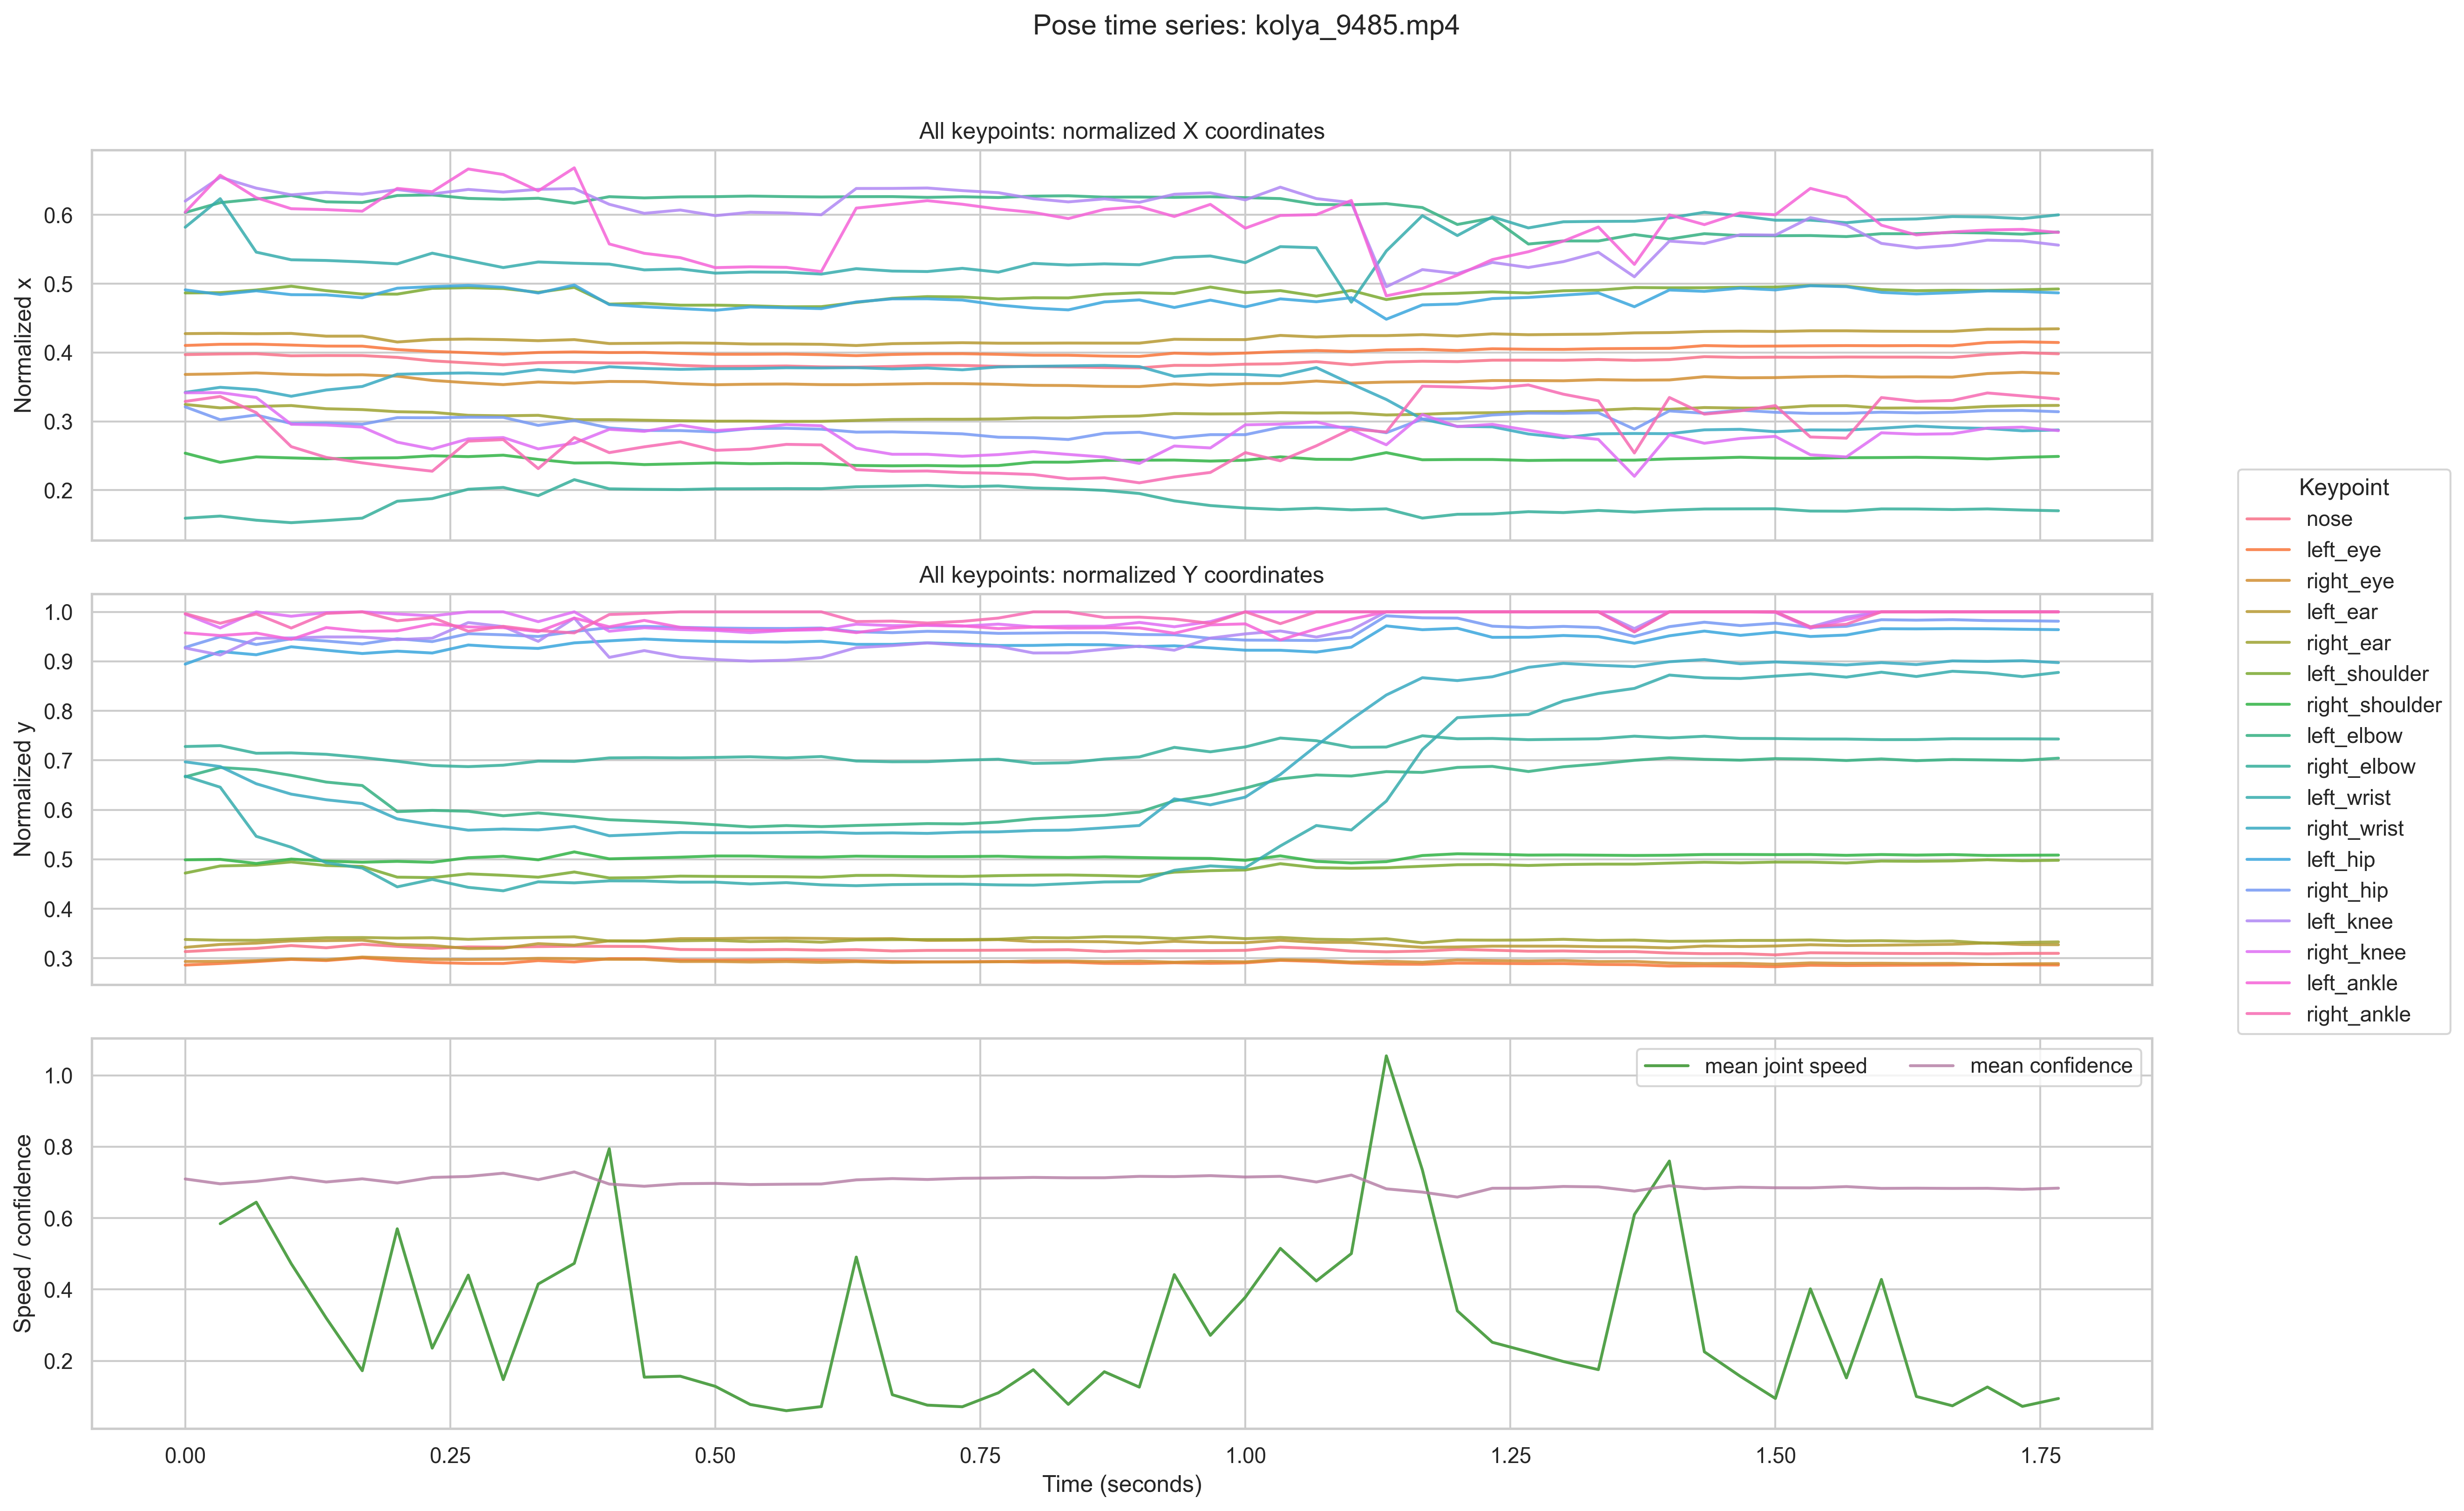 Pose time series: kolya_9485.mp4
All keypoints: normalized X coordinates
Normalized x
0.6
0.5
0.4
0.3
0.2
All keypoints: normalized Y coordinates
Normalized y
1.0
0.9
0.8
0.7
0.6
0.5
0.4
0.3
Keypoint
nose
left_eye
right_eye
left_ear
right_ear
left_shoulder
right_shoulder
left_elbow
right_elbow
left_wrist
right_wrist
left_hip
right_hip
left_knee
right_knee
left_ankle
right_ankle
mean joint speed mean confidence
Speed / confidence
1.0
0.8
0.6
0.4
0.2
0.00 0.25 0.50 0.75 1.00 1.25 1.50 1.75
Time (seconds)